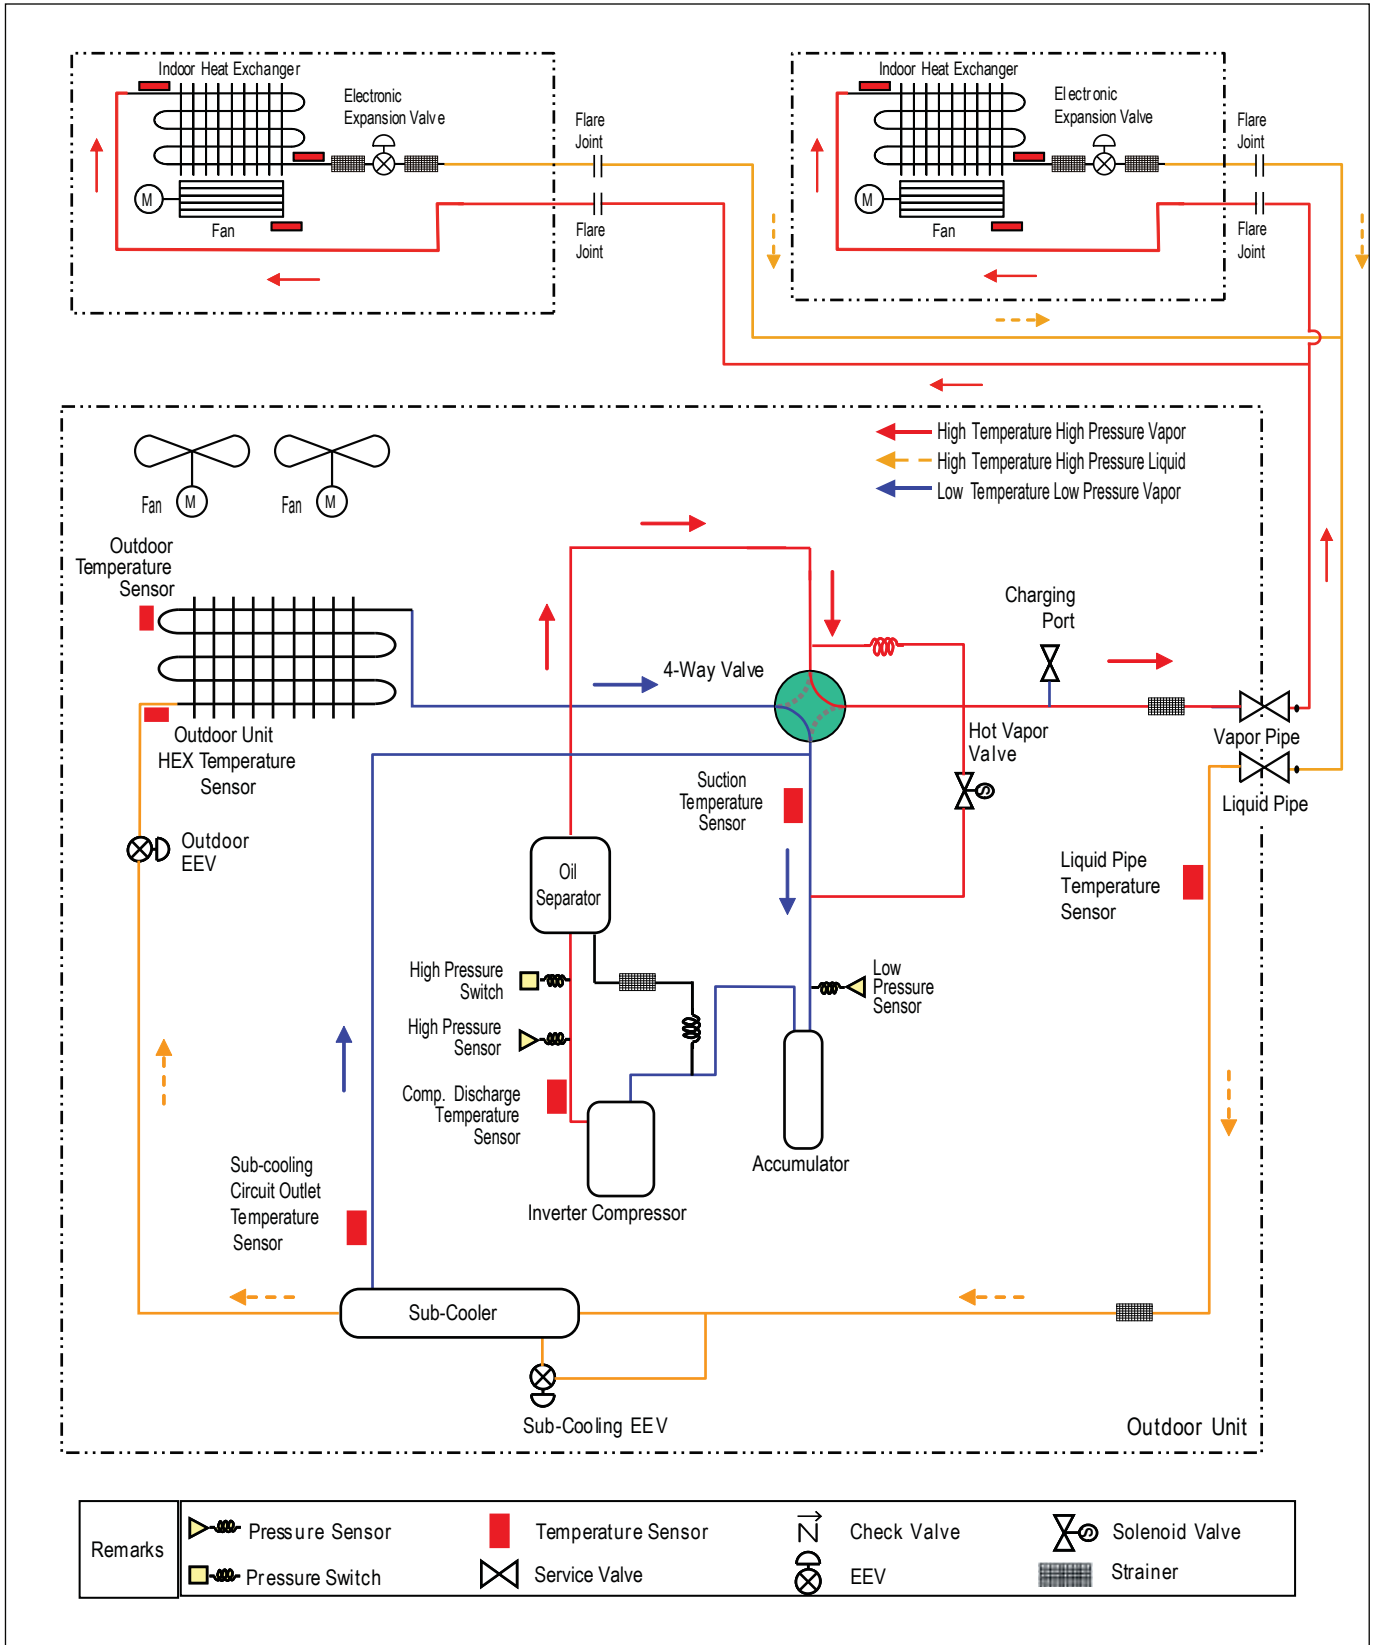 Indoor Heat Exchanger
Electronic
Expansion Valve
Flare
Joint
M
Fan
Flare
Joint
Indoor Heat Exchanger
Electronic
Expansion Valve
Flare
Joint
M
Fan
Flare
Joint
High Temperature High Pressure Vapor
High Temperature High Pressure Liquid
Low Temperature Low Pressure Vapor
Fan
M
Fan
M
Outdoor
Temperature
Sensor
Charging
Port
4-Way Valve
Outdoor Unit
HEX Temperature
Sensor
Hot Vapor
Valve
Vapor Pipe
Liquid Pipe
Suction
Temperature
Sensor
S
Outdoor
EEV
Oil
Separator
Liquid Pipe
Temperature
Sensor
High Pressure
Switch
Low
Pressure
Sensor
High Pressure
Sensor
Comp. Discharge
Temperature
Sensor
Accumulator
Sub-cooling
Circuit Outlet
Temperature
Sensor
Inverter Compressor
Sub-Cooler
Sub-Cooling EEV
Outdoor Unit
Remarks
Pressure Sensor
Temperature Sensor
Check Valve
S
Solenoid Valve
Pressure Switch
Service Valve
EEV
Strainer